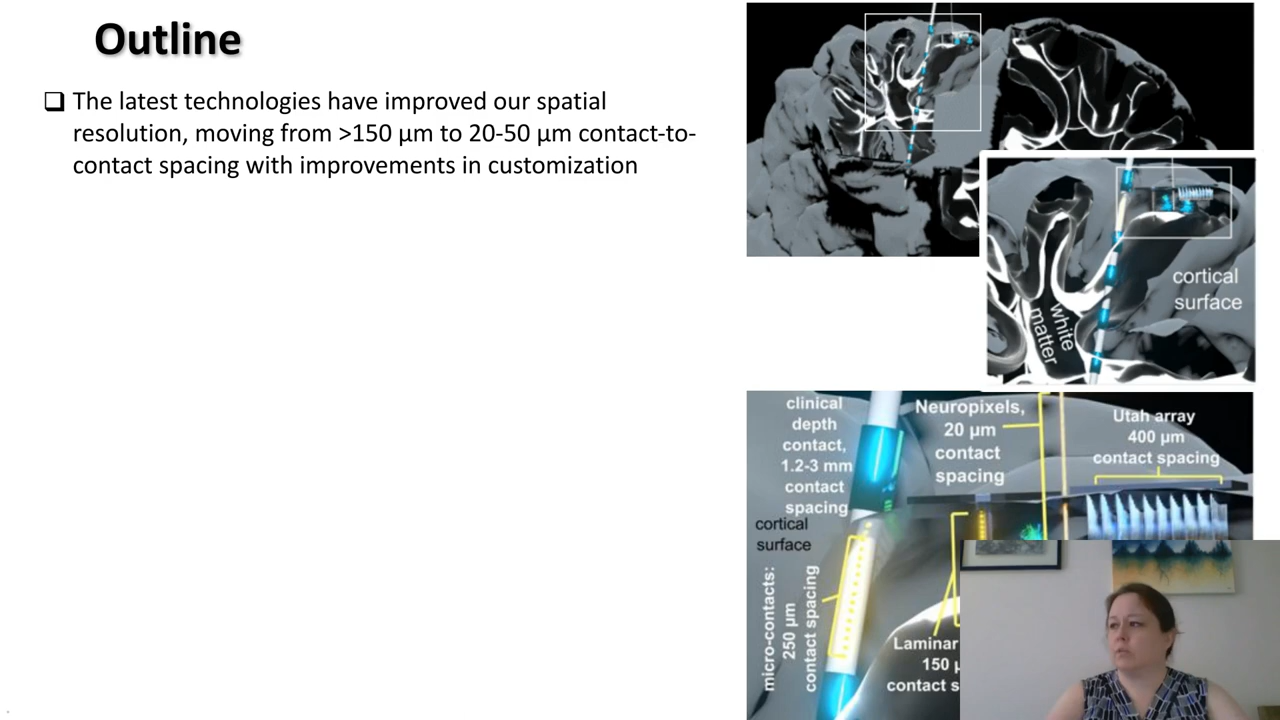 Outline
❑ The latest technologies have improved our spatial
resolution, moving from >150 µm to 20-50 µm contact-to-
contact spacing with improvements in customization
cortical
surface
white
matter
clinical
depth
contact,
1.2-3 mm
contact
spacing
Neuropixels,
20 µm
contact
spacing
Utah array
400 µm
contact spacing
cortical
surface
micro-contacts:
250 µm
contact spacing
Laminar
150 µ
contact s